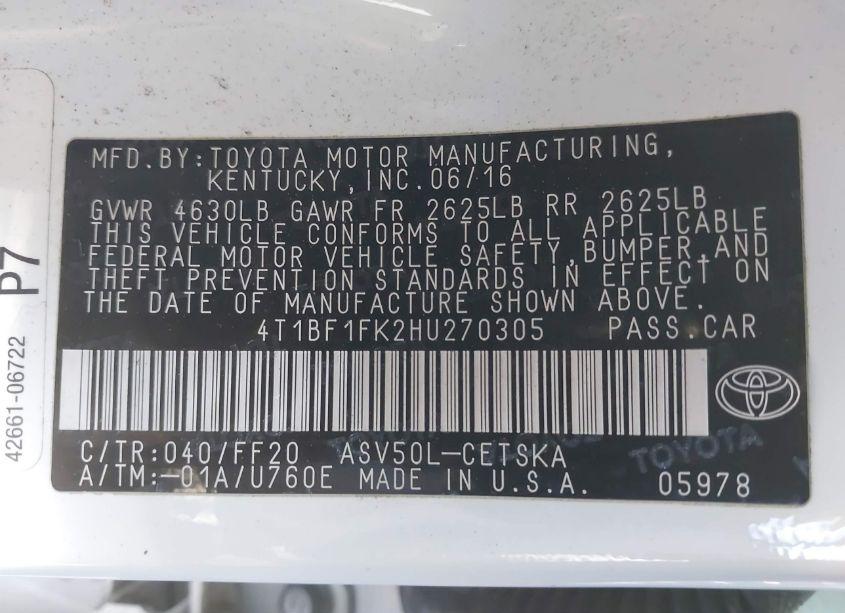 MFD.BY:TOYOTA MOTOR MANUFACTURING,
KENTUCKY,INC.06/16
GVWR 4630LB GAWR FR 2625LB RR 2625LB
THIS VEHICLE CONFORMS TO ALL APPLICABLE
FEDERAL MOTOR VEHICLE SAFETY,BUMPER,AND
THEFT PREVENTION STANDARDS IN EFFECT ON
THE DATE OF MANUFACTURE SHOWN ABOVE.
4T1BF1FK2HU270305 PASS.CAR
C/TR:040/FF20 ASV50L-CETSKA
A/TM:-01A/U760E MADE IN U.S.A. 05978
TOYOTA
P7
42661-06722